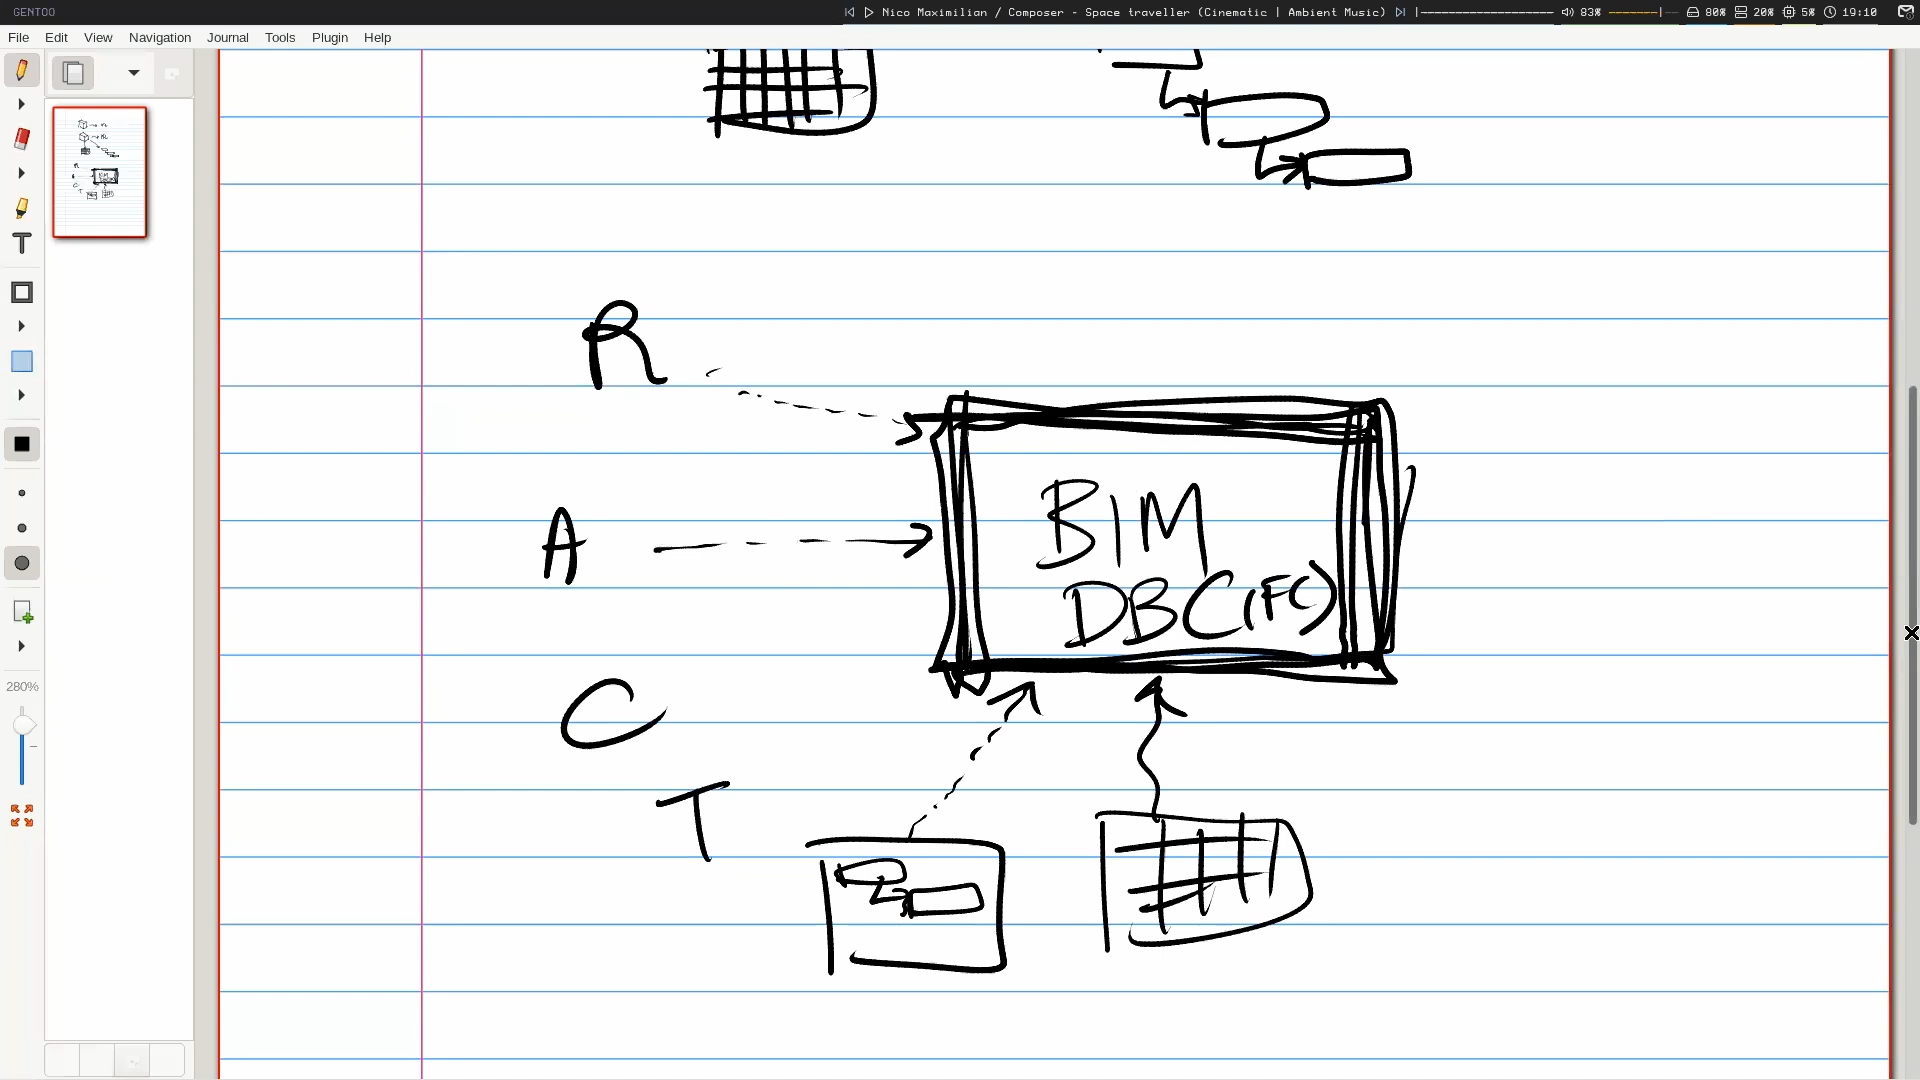 GENTOO
Nico Maximilian / Composer - Space traveller (Cinematic | Ambient Music)
83%
80%
20%
5%
19:10
File Edit View Navigation Journal Tools Plugin Help
T
280%
R
A
C
T
BIM
DBC(IFC)